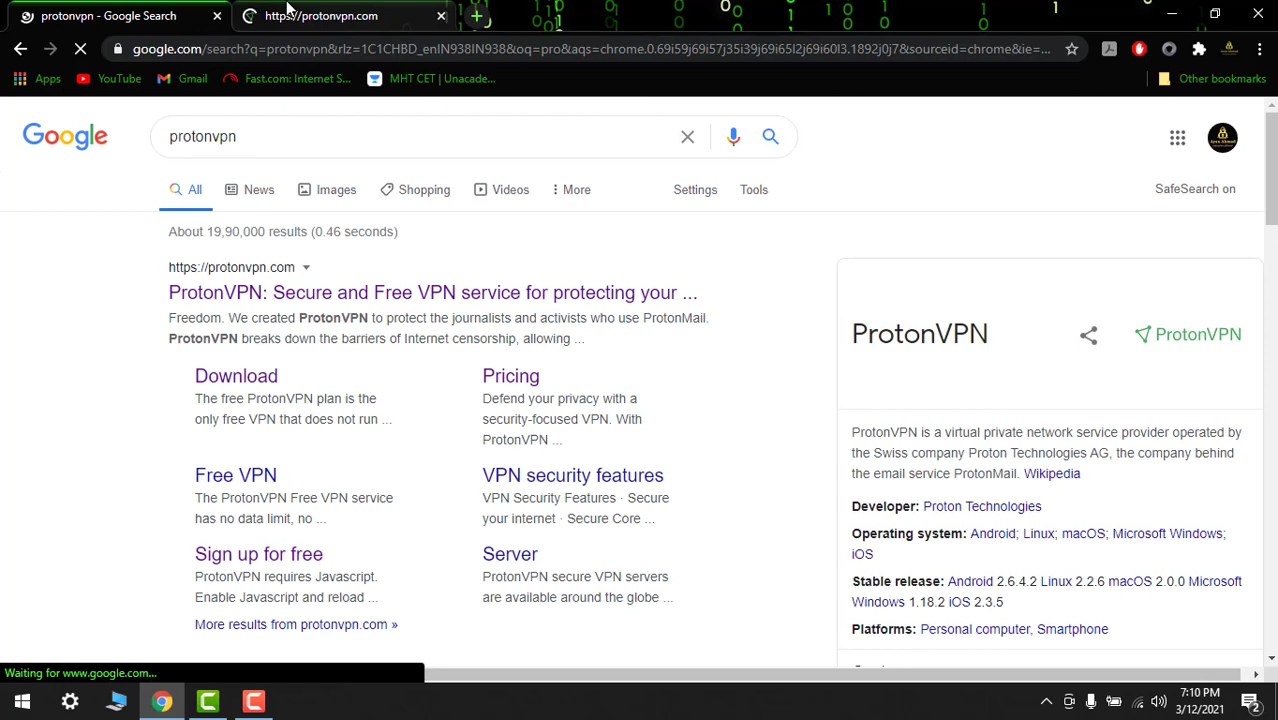 protonvpn - Google Search
https://protonvpn.com
google.com/search?q=protonvpn&rlz=1C1CHBD_enIN938IN938&oq=pro&aqs=chrome.0.69i59j69i57j35i39j69i65l2j69i60l3.1892j0j7&sourceid=chrome&ie=...
Apps YouTube Gmail Fast.com: Internet S... MHT CET | Unacade... Other bookmarks
Google
protonvpn
All News Images Shopping Videos More Settings Tools SafeSearch on
About 19,90,000 results (0.46 seconds)
https://protonvpn.com
ProtonVPN: Secure and Free VPN service for protecting your ...
Freedom. We created ProtonVPN to protect the journalists and activists who use ProtonMail.
ProtonVPN breaks down the barriers of Internet censorship, allowing ...
Download
The free ProtonVPN plan is the
only free VPN that does not run ...
Pricing
Defend your privacy with a
security-focused VPN. With
ProtonVPN ...
Free VPN
The ProtonVPN Free VPN service
has no data limit, no ...
VPN security features
VPN Security Features · Secure
your internet · Secure Core ...
Sign up for free
ProtonVPN requires Javascript.
Enable Javascript and reload ...
Server
ProtonVPN secure VPN servers
are available around the globe ...
More results from protonvpn.com »
ProtonVPN
ProtonVPN
ProtonVPN is a virtual private network service provider operated by
the Swiss company Proton Technologies AG, the company behind
the email service ProtonMail. Wikipedia
Developer: Proton Technologies
Operating system: Android; Linux; macOS; Microsoft Windows;
iOS
Stable release: Android 2.6.4.2 Linux 2.2.6 macOS 2.0.0 Microsoft
Windows 1.18.2 iOS 2.3.5
Platforms: Personal computer, Smartphone
Waiting for www.google.com...
7:10 PM
3/12/2021
2